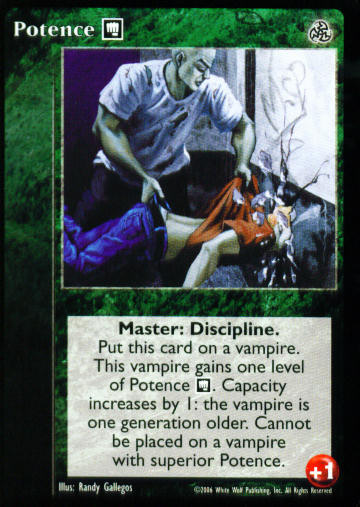 Potence
Master: Discipline.
Put this card on a vampire.
This vampire gains one level
of Potence . Capacity
increases by 1: the vampire is
one generation older. Cannot
be placed on a vampire
with superior Potence.
+1
Illus: Randy Gallegos
©2006 White Wolf Publishing, Inc. All Rights Reserved.